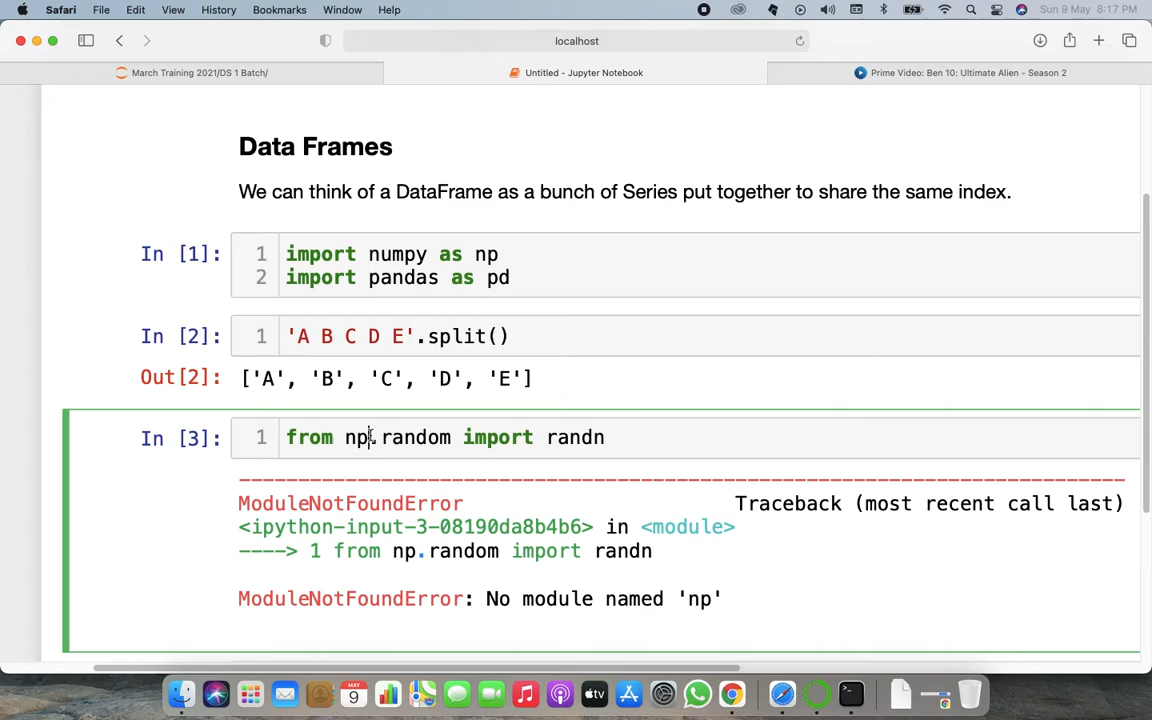 Safari File Edit View History Bookmarks Window Help Sun 9 May 8:17 PM
localhost
March Training 2021/DS 1 Batch/ Untitled - Jupyter Notebook Prime Video: Ben 10: Ultimate Alien - Season 2
Data Frames
We can think of a DataFrame as a bunch of Series put together to share the same index.
In [1]: 1 import numpy as np
2 import pandas as pd
In [2]: 1 'A B C D E'.split()
Out[2]: ['A', 'B', 'C', 'D', 'E']
In [3]: 1 from np.random import randn
---------------------------------------------------------------------------
ModuleNotFoundError Traceback (most recent call last)
<ipython-input-3-08190da8b4b6> in <module>
----> 1 from np.random import randn
ModuleNotFoundError: No module named 'np'
MAY
9
tv